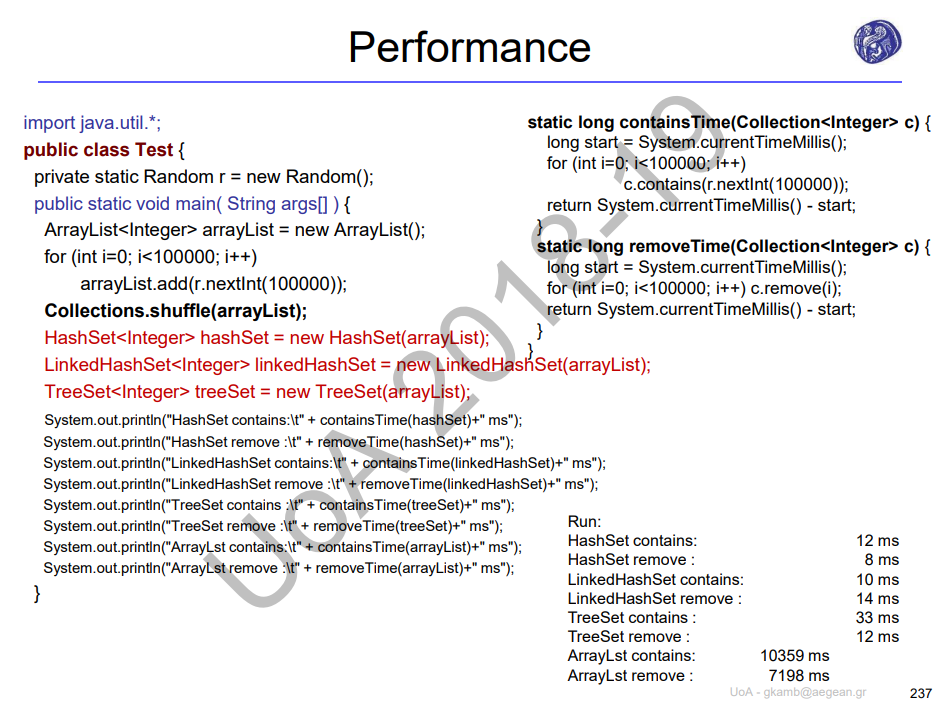 Performance
import java.util.*;
public class Test {
private static Random r = new Random();
public static void main( String args[] ) {
ArrayList<Integer> arrayList = new ArrayList();
for (int i=0; i<100000; i++)
arrayList.add(r.nextInt(100000));
Collections.shuffle(arrayList);
HashSet<Integer> hashSet = new HashSet(arrayList);
LinkedHashSet<Integer> linkedHashSet = new LinkedHashSet(arrayList);
TreeSet<Integer> treeSet = new TreeSet(arrayList);
System.out.println("HashSet contains:\t" + containsTime(hashSet)+" ms");
System.out.println("HashSet remove :\t" + removeTime(hashSet)+" ms");
System.out.println("LinkedHashSet contains:\t" + containsTime(linkedHashSet)+" ms");
System.out.println("LinkedHashSet remove :\t" + removeTime(linkedHashSet)+" ms");
System.out.println("TreeSet contains :\t" + containsTime(treeSet)+" ms");
System.out.println("TreeSet remove :\t" + removeTime(treeSet)+" ms");
System.out.println("ArrayLst contains:\t" + containsTime(arrayList)+" ms");
System.out.println("ArrayLst remove :\t" + removeTime(arrayList)+" ms");
}
static long containsTime(Collection<Integer> c) {
long start = System.currentTimeMillis();
for (int i=0; i<100000; i++)
c.contains(r.nextInt(100000));
return System.currentTimeMillis() - start;
}
static long removeTime(Collection<Integer> c) {
long start = System.currentTimeMillis();
for (int i=0; i<100000; i++) c.remove(i);
return System.currentTimeMillis() - start;
}
}
Run:
HashSet contains: 12 ms
HashSet remove : 8 ms
LinkedHashSet contains: 10 ms
LinkedHashSet remove : 14 ms
TreeSet contains : 33 ms
TreeSet remove : 12 ms
ArrayLst contains: 10359 ms
ArrayLst remove : 7198 ms
UoA 2018-19
UoA - gkamb@aegean.gr
237